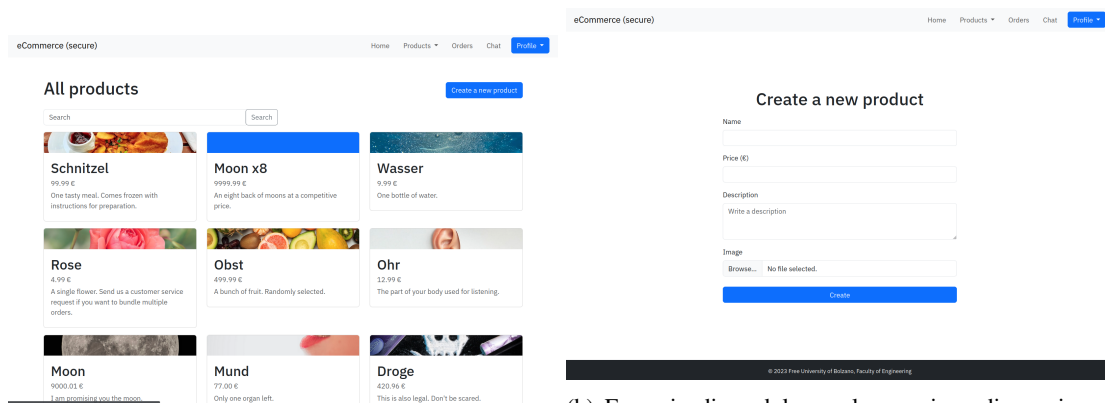 eCommerce (secure)
Home Products Orders Chat Profile
All products
Create a new product
Search Search
Schnitzel
99.99 €
One tasty meal. Comes frozen with
instructions for preparation.
Moon x8
9999.99 €
An eight back of moons at a competitive
price.
Wasser
9.99 €
One bottle of water.
Rose
4.99 €
A single flower. Send us a customer service
request if you want to bundle multiple
orders.
Obst
499.99 €
A bunch of fruit. Randomly selected.
Ohr
12.99 €
The part of your body used for listening.
Moon
9000.01 €
I am promising you the moon.
Mund
77.00 €
Only one organ left.
Droge
420.96 €
This is also legal. Don't be scared.
eCommerce (secure)
Home Products Orders Chat Profile
Create a new product
Name
Price (€)
Description
Write a description
Image
Browse... No file selected.
Create
© 2023 Free University of Bolzano, Faculty of Engineering